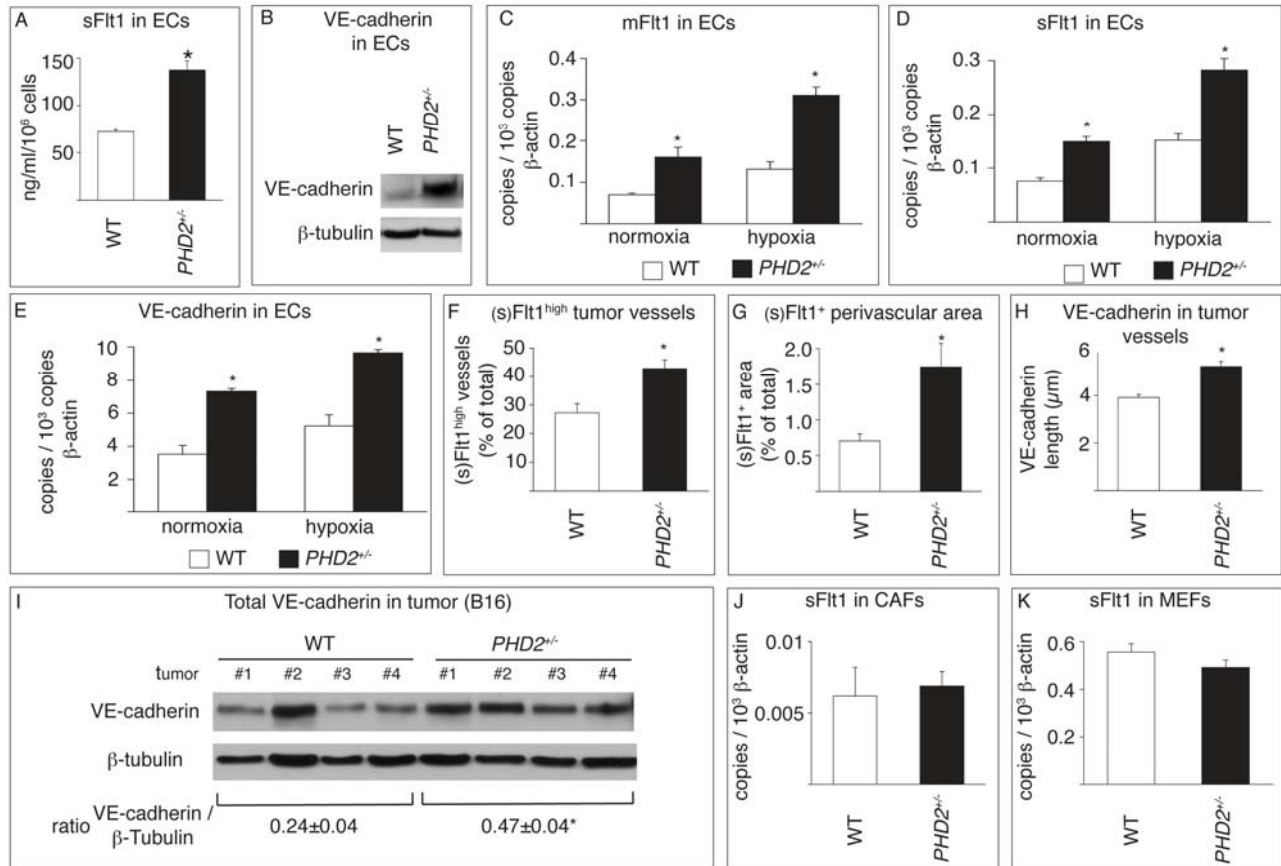 A
sFlt1 in ECs
ng/ml/10⁶ cells
150
100
50
*
WT
PHD2+/-
B
VE-cadherin
in ECs
WT
PHD2+/-
VE-cadherin
β-tubulin
C
mFlt1 in ECs
copies / 10³ copies
β-actin
0.4
0.3
0.2
0.1
*
*
normoxia
hypoxia
WT
PHD2+/-
D
sFlt1 in ECs
copies / 10³ copies
β-actin
0.3
0.2
0.1
*
*
normoxia
hypoxia
WT
PHD2+/-
E
VE-cadherin in ECs
copies / 10³ copies
β-actin
10
8
6
4
2
*
*
normoxia
hypoxia
WT
PHD2+/-
F
(s)Flt1high tumor vessels
(s)Flt1high vessels
(% of total)
50
40
30
20
10
*
WT
PHD2+/-
G
(s)Flt1+ perivascular area
(s)Flt1+ area
(% of total)
2.0
1.5
1.0
0.5
*
WT
PHD2+/-
H
VE-cadherin in tumor
vessels
VE-cadherin
length (µm)
6
4
2
*
WT
PHD2+/-
I
Total VE-cadherin in tumor (B16)
WT
PHD2+/-
tumor #1 #2 #3 #4 #1 #2 #3 #4
VE-cadherin
β-tubulin
ratio VE-cadherin /
β-Tubulin
0.24±0.04
0.47±0.04*
J
sFlt1 in CAFs
copies / 10³ β-actin
0.01
0.005
WT
PHD2+/-
K
sFlt1 in MEFs
copies / 10³ β-actin
0.6
0.4
0.2
WT
PHD2+/-